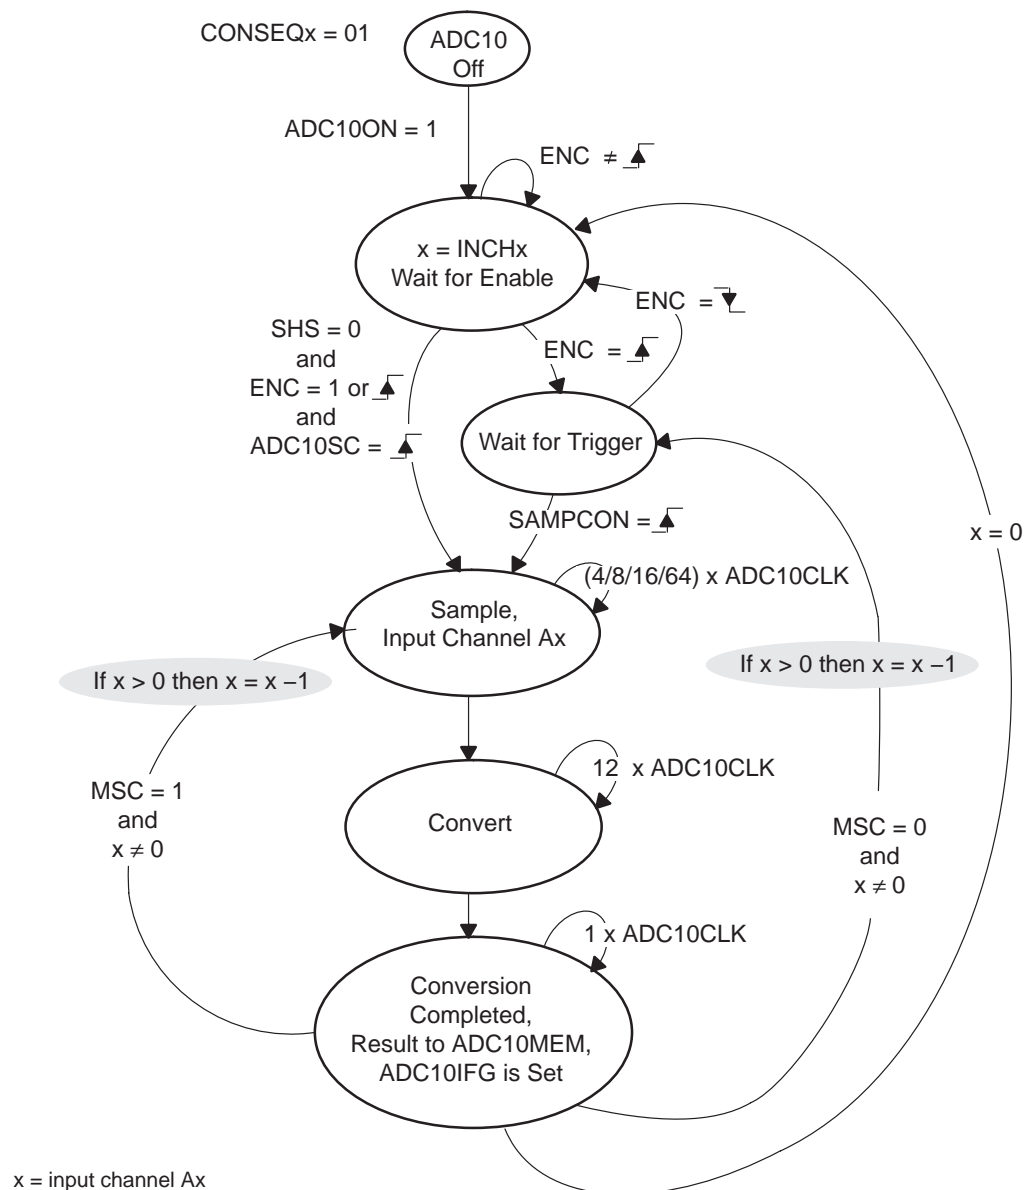 CONSEQx = 01
ADC10
Off
ADC10ON = 1
ENC ≠
x = INCHx
Wait for Enable
ENC =
SHS = 0
and
ENC = 1 or
and
ADC10SC =
ENC =
Wait for Trigger
SAMPCON =
x = 0
(4/8/16/64) x ADC10CLK
Sample,
Input Channel Ax
If x > 0 then x = x −1
If x > 0 then x = x −1
12 x ADC10CLK
MSC = 1
and
x ≠ 0
Convert
MSC = 0
and
x ≠ 0
1 x ADC10CLK
Conversion
Completed,
Result to ADC10MEM,
ADC10IFG is Set
x = input channel Ax